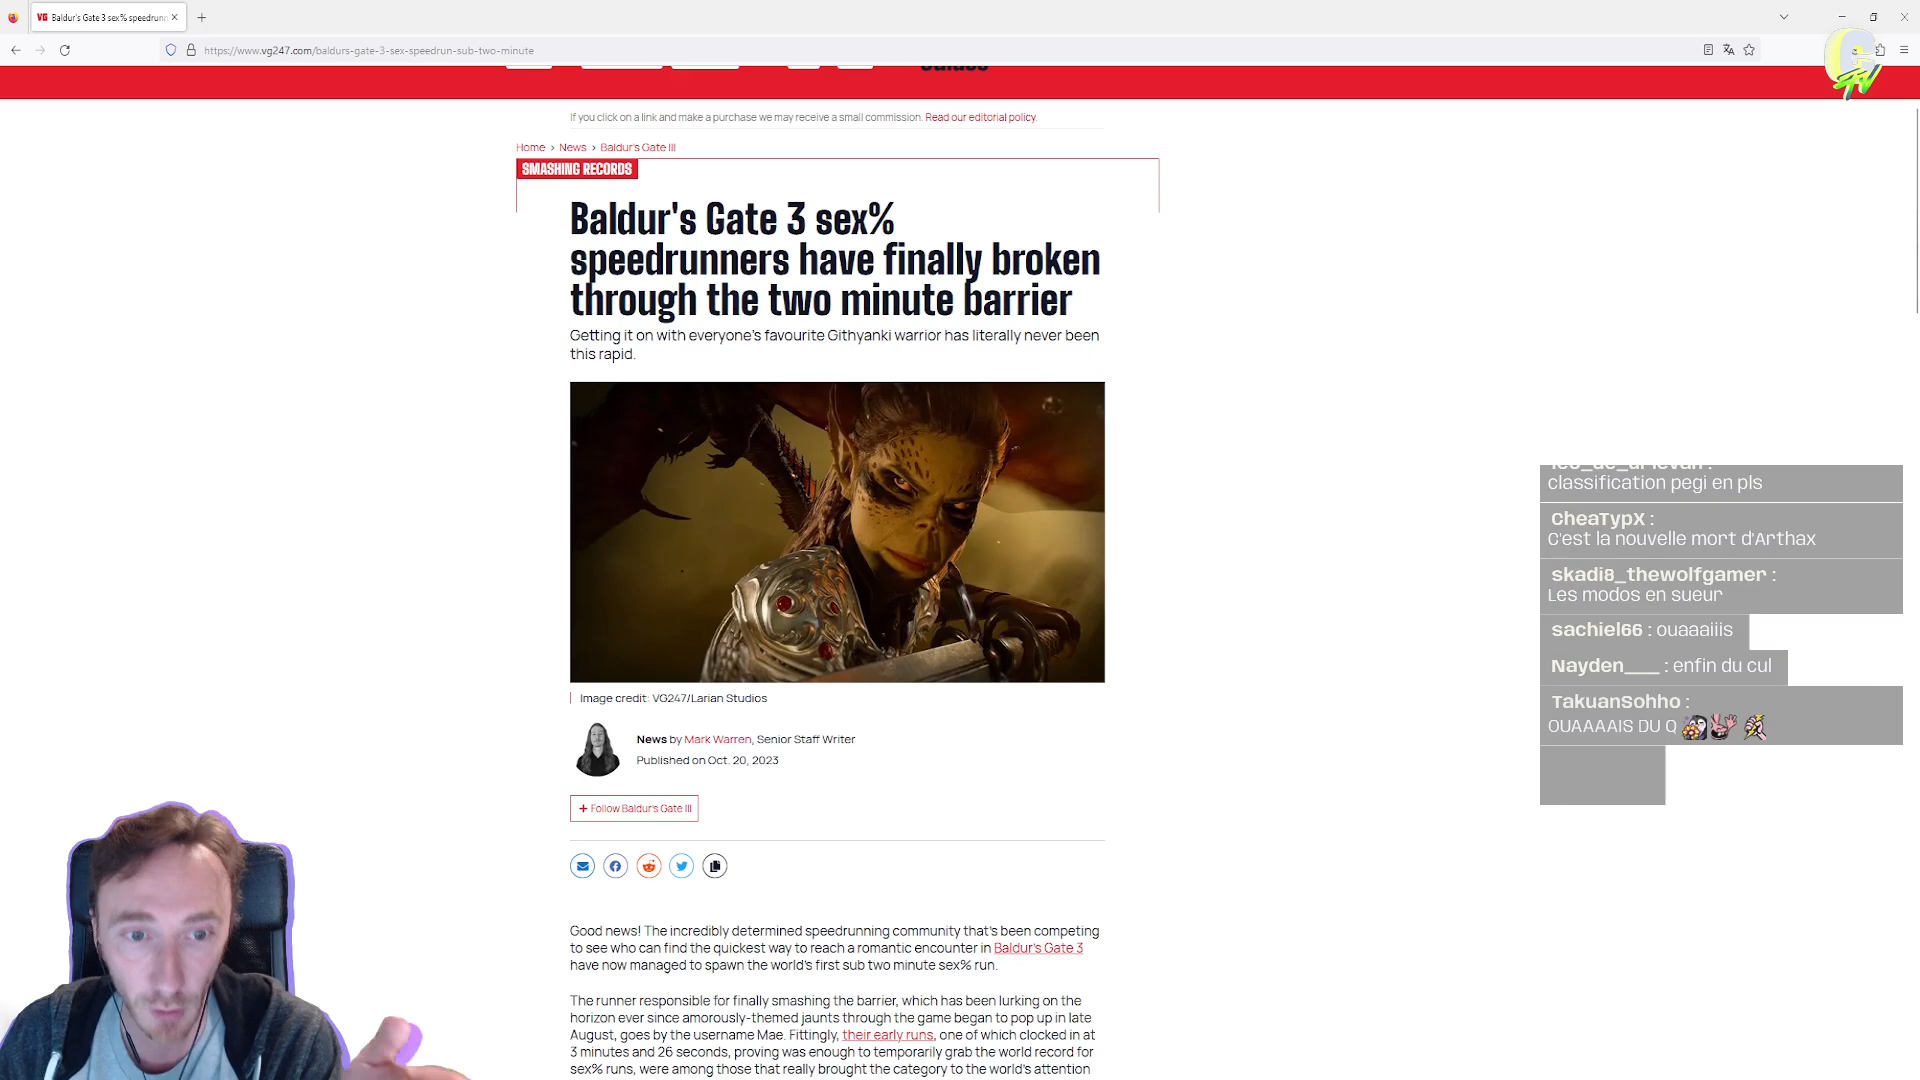 VG Baldur's Gate 3 sex% speedrunn
https://www.vg247.com/baldurs-gate-3-sex-speedrun-sub-two-minute
If you click on a link and make a purchase we may receive a small commission. Read our editorial policy.
Home > News > Baldur's Gate III
SMASHING RECORDS
Baldur's Gate 3 sex%
speedrunners have finally broken
through the two minute barrier
Getting it on with everyone's favourite Githyanki warrior has literally never been
this rapid.
Image credit: VG247/Larian Studios
News by Mark Warren, Senior Staff Writer
Published on Oct. 20, 2023
+ Follow Baldur's Gate III
Good news! The incredibly determined speedrunning community that's been competing
to see who can find the quickest way to reach a romantic encounter in Baldur's Gate 3
have now managed to spawn the world's first sub two minute sex% run.
The runner responsible for finally smashing the barrier, which has been lurking on the
horizon ever since amorously-themed jaunts through the game began to pop up in late
August, goes by the username Mae. Fittingly, their early runs, one of which clocked in at
3 minutes and 26 seconds, proving was enough to temporarily grab the world record for
sex% runs, were among those that really brought the category to the world's attention
classification pegi en pls
CheaTypX :
C'est la nouvelle mort d'Arthax
skadi8_thewolfgamer :
Les modos en sueur
sachiel66 : ouaaaiiis
Nayden___ : enfin du cul
TakuanSohho :
OUAAAAIS DU Q
G TV